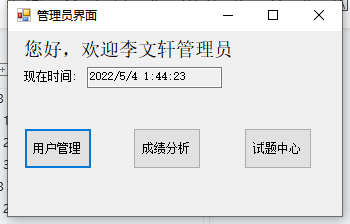 管理员界面
您好，欢迎李文轩管理员
现在时间： 2022/5/4 1:44:23
用户管理 成绩分析 试题中心